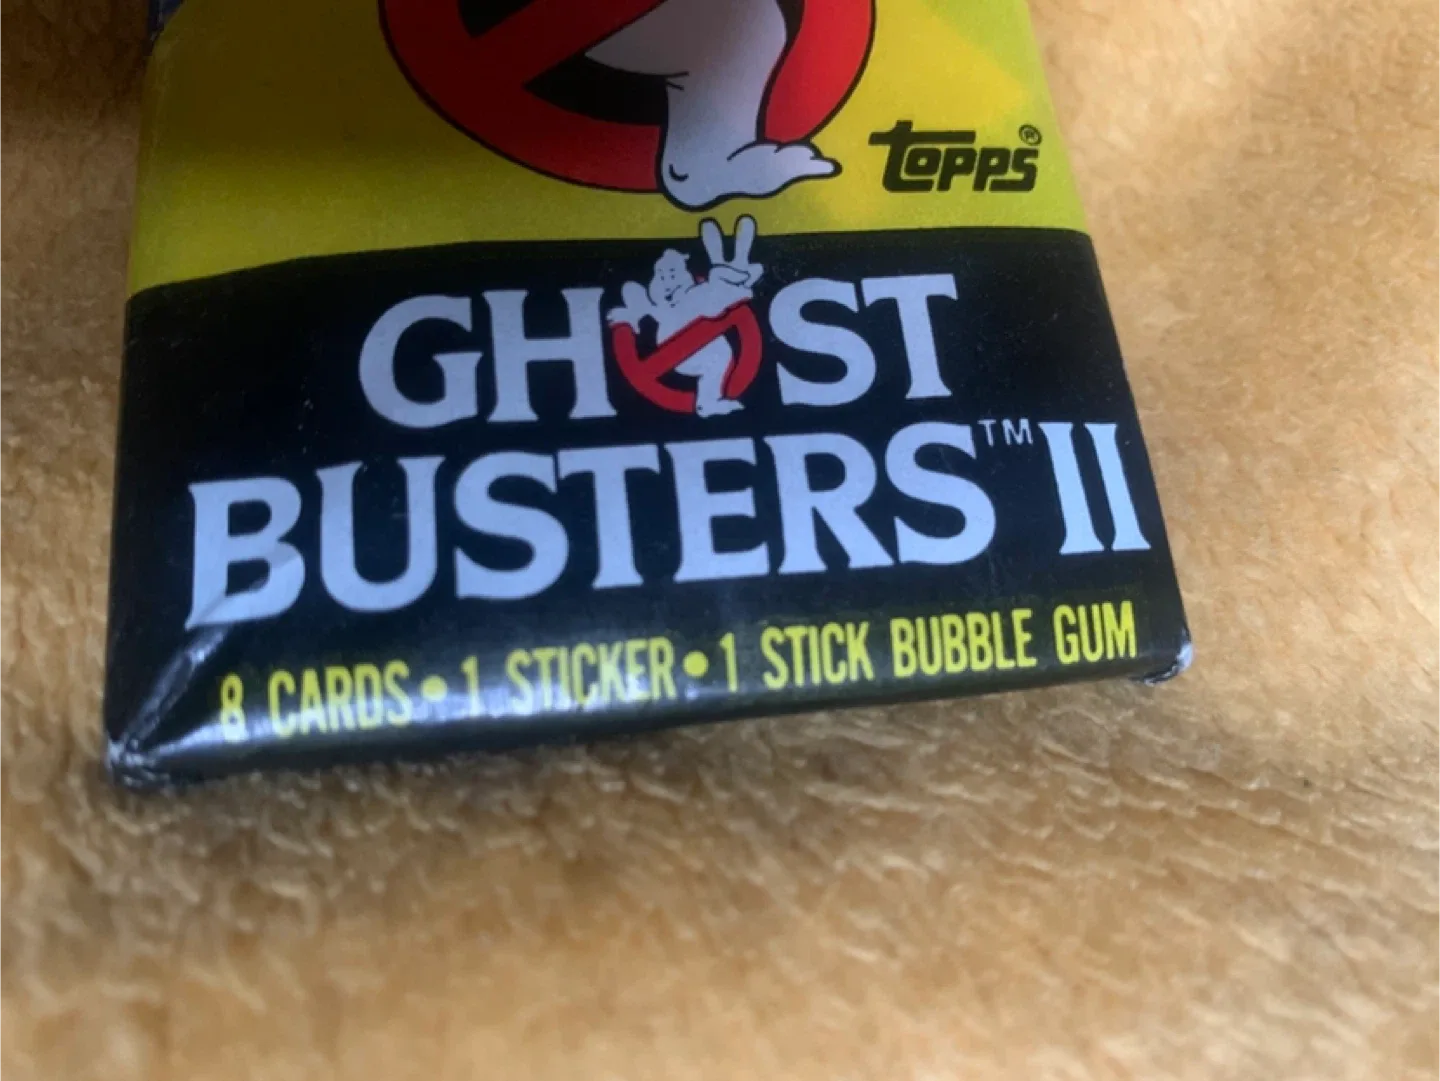 topps®
GHOST
BUSTERS™ II
8 CARDS • 1 STICKER • 1 STICK BUBBLE GUM